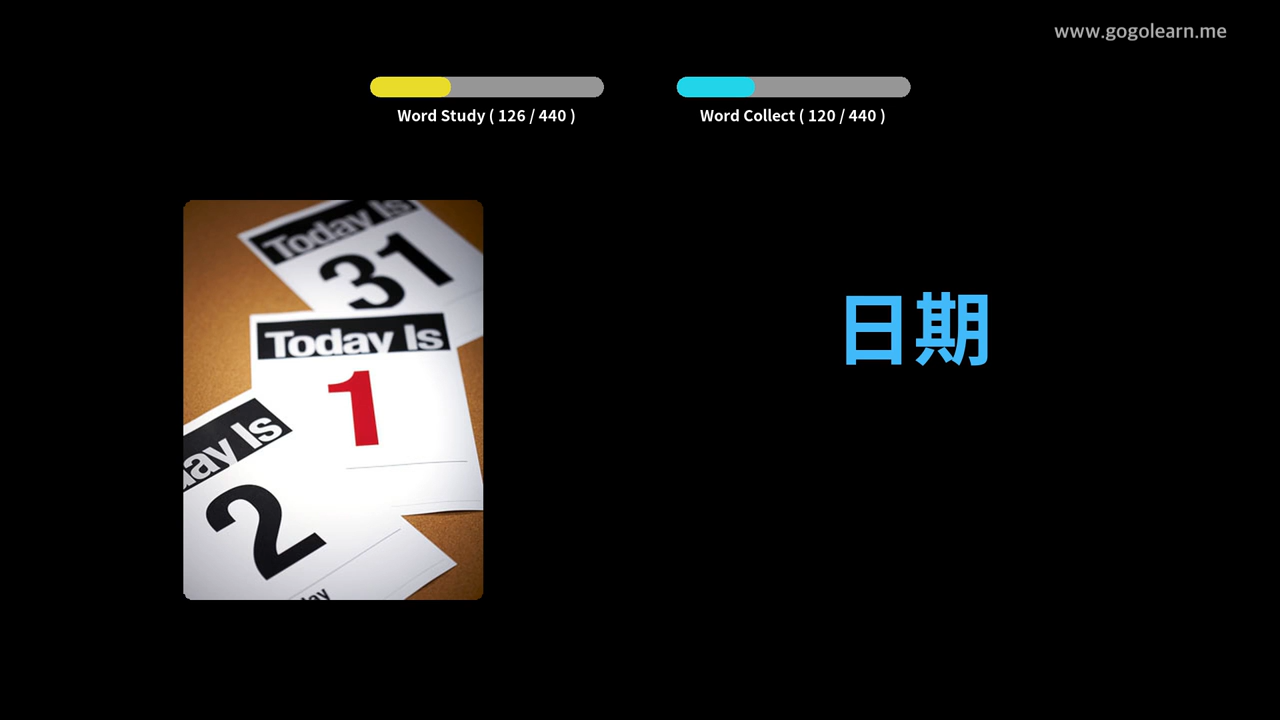 www.gogolearn.me
Word Study ( 126 / 440 )
Word Collect ( 120 / 440 )
Today Is
31
Today Is
1
day Is
2
日期